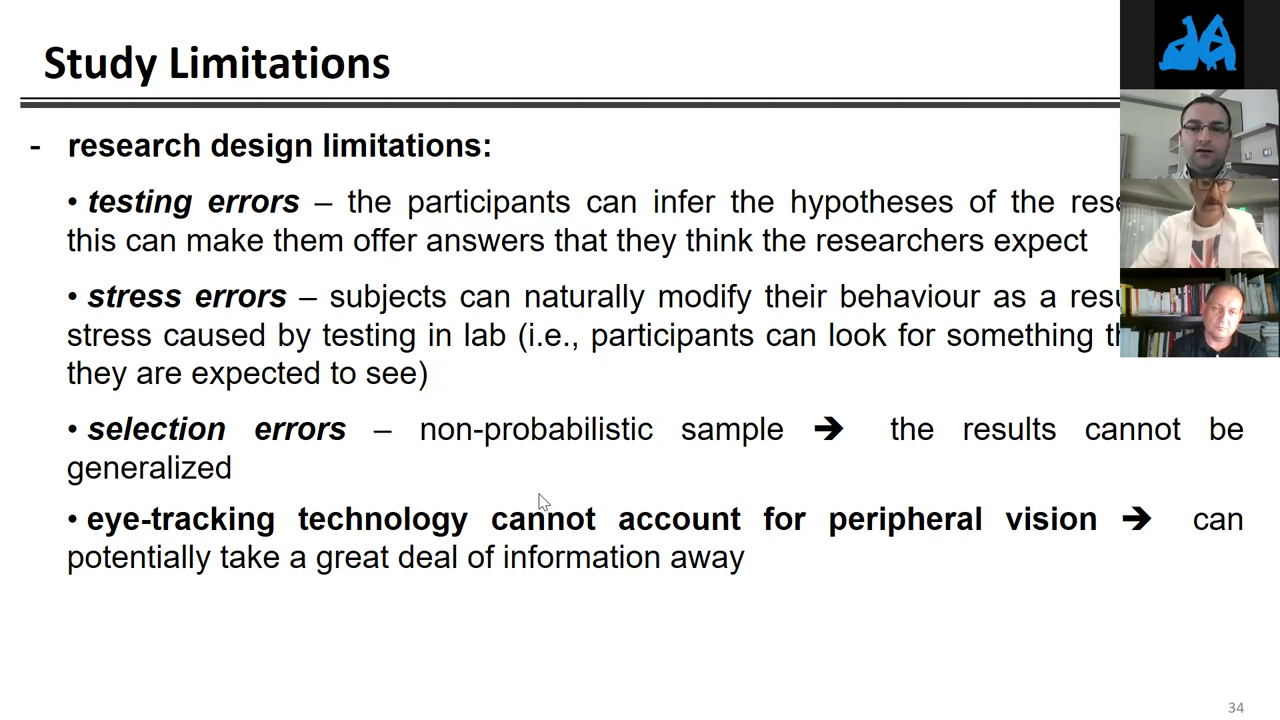 Study Limitations
- research design limitations:
• testing errors – the participants can infer the hypotheses of the
this can make them offer answers that they think the researchers expect
• stress errors – subjects can naturally modify their behaviour as a
stress caused by testing in lab (i.e., participants can look for something
they are expected to see)
• selection errors – non-probabilistic sample ➔ the results cannot be
generalized
• eye-tracking technology cannot account for peripheral vision ➔ can
potentially take a great deal of information away
34